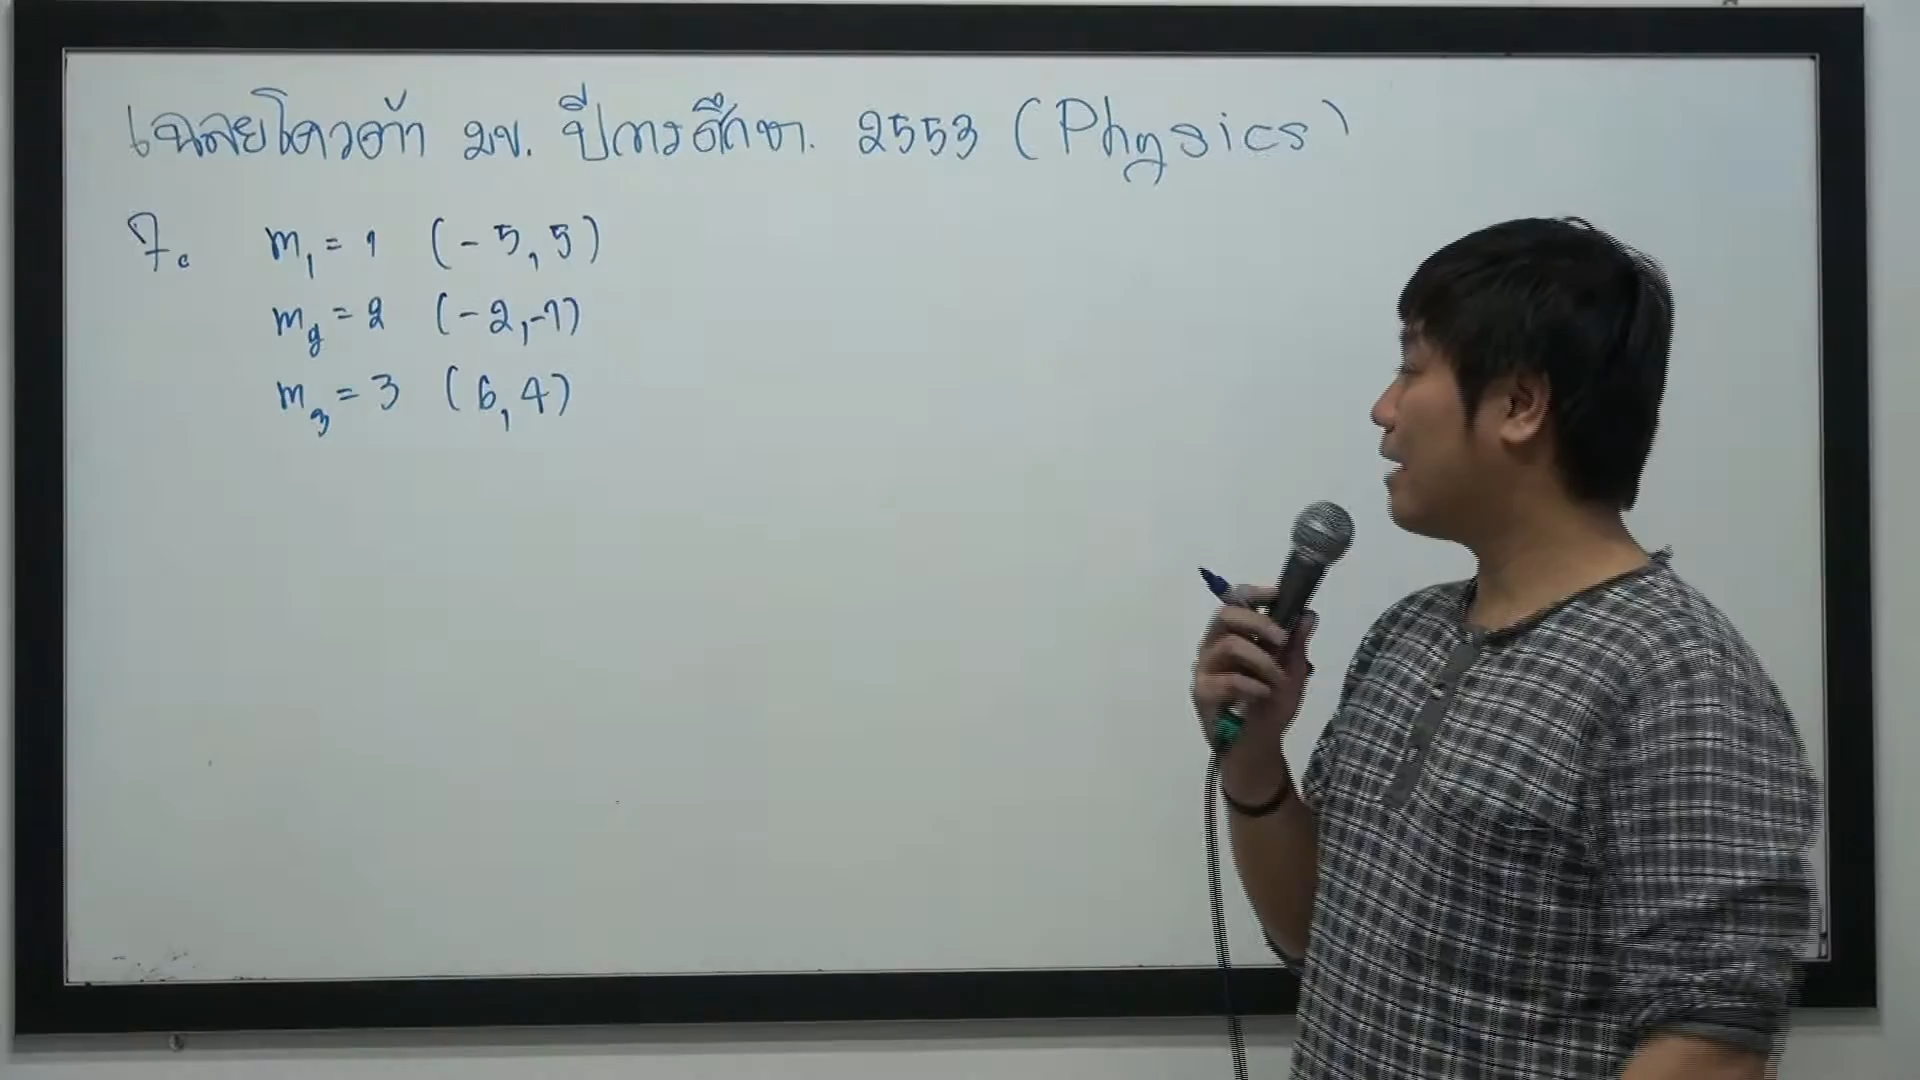 เฉลยโควต้า มข. ปีการศึกษา. 2553 (Physics)
7. m₁ = 1 (-5,5)
m₂ = 2 (-2,-7)
m₃ = 3 (6,4)